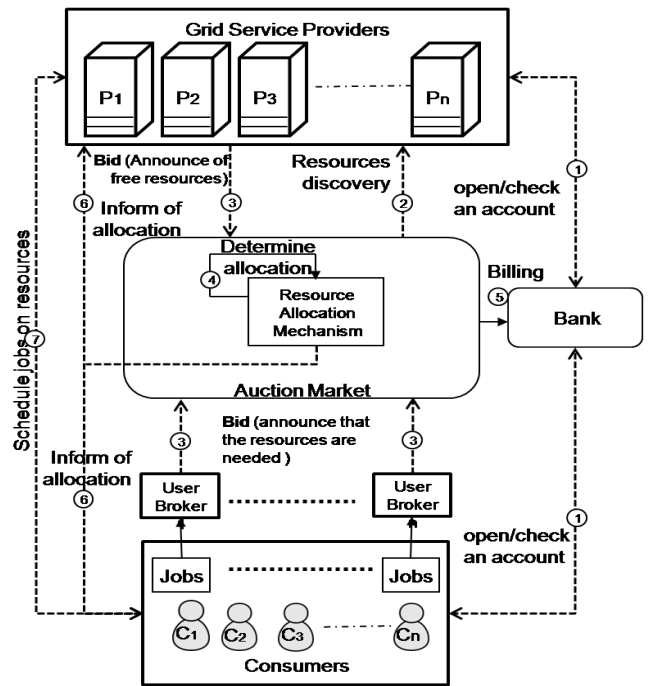 Grid Service Providers
P1 P2 P3 Pn
Bid (Announce of
free resources)
Resources
discovery
1
open/check
an account
6
3
2
Inform of
allocation
Determine
allocation
4
Resource
Allocation
Mechanism
Billing
5
Bank
Schedule jobs on resources
7
Auction Market
Bid (announce that
the resources are
needed )
3
3
Inform of
allocation
6
User
Broker
User
Broker
1
open/check
an account
Jobs
Jobs
C1 C2 C3 Cn
Consumers